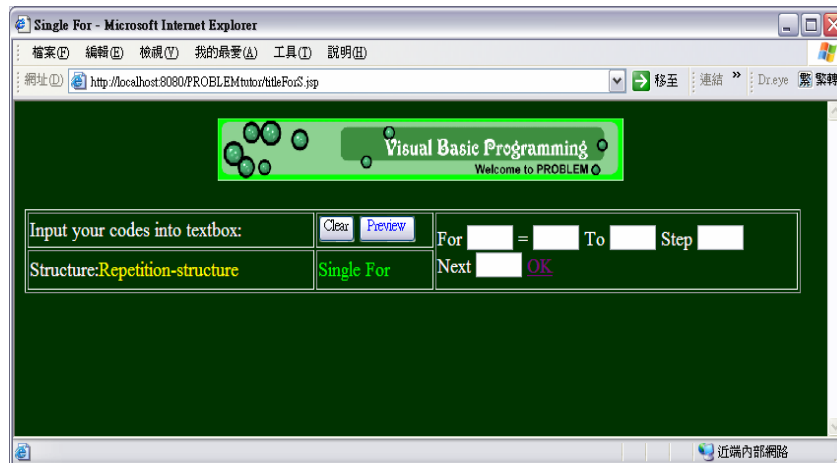 Single For - Microsoft Internet Explorer
檔案(F) 編輯(E) 檢視(V) 我的最愛(A) 工具(T) 說明(H)
網址(D) http://localhost:8080/PROBLEMtutor/titleForS.jsp 移至 連結 » Dr.eye 繁 繁轉
Visual Basic Programming
Welcome to PROBLEM
Input your codes into textbox: Clear Preview
For = To Step
Next OK
Structure:Repetition-structure Single For
近端內部網路